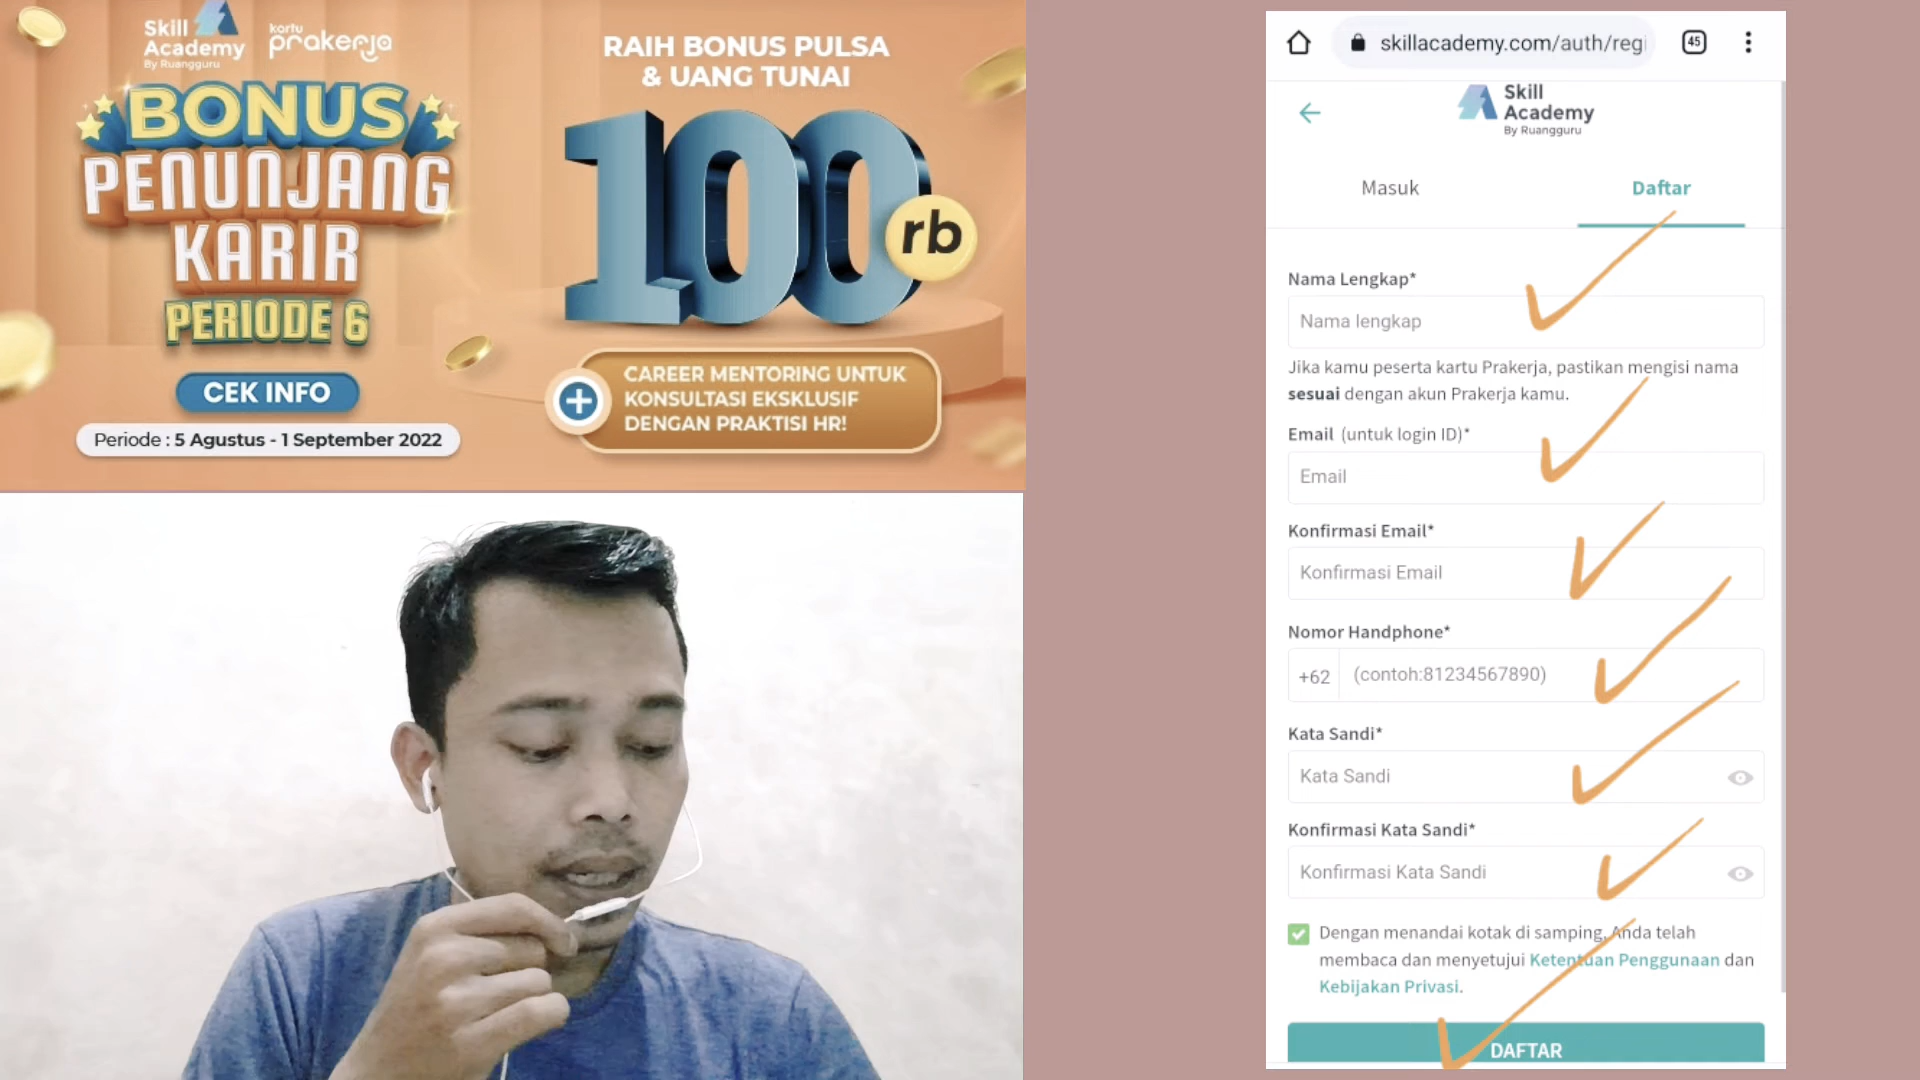 Skill
Academy
By Ruangguru
kartu
prakerja
BONUS
PENUNJANG
KARIR
PERIODE 6
CEK INFO
Periode : 5 Agustus - 1 September 2022
RAIH BONUS PULSA
& UANG TUNAI
100
rb
CAREER MENTORING UNTUK
KONSULTASI EKSKLUSIF
DENGAN PRAKTISI HR!
skillacademy.com/auth/regi
45
Skill
Academy
By Ruangguru
Masuk
Daftar
Nama Lengkap*
Nama lengkap
Jika kamu peserta kartu Prakerja, pastikan mengisi nama
sesuai dengan akun Prakerja kamu.
Email (untuk login ID)*
Email
Konfirmasi Email*
Konfirmasi Email
Nomor Handphone*
+62 (contoh:81234567890)
Kata Sandi*
Kata Sandi
Konfirmasi Kata Sandi*
Konfirmasi Kata Sandi
Dengan menandai kotak di samping, Anda telah
membaca dan menyetujui Ketentuan Penggunaan dan
Kebijakan Privasi.
DAFTAR